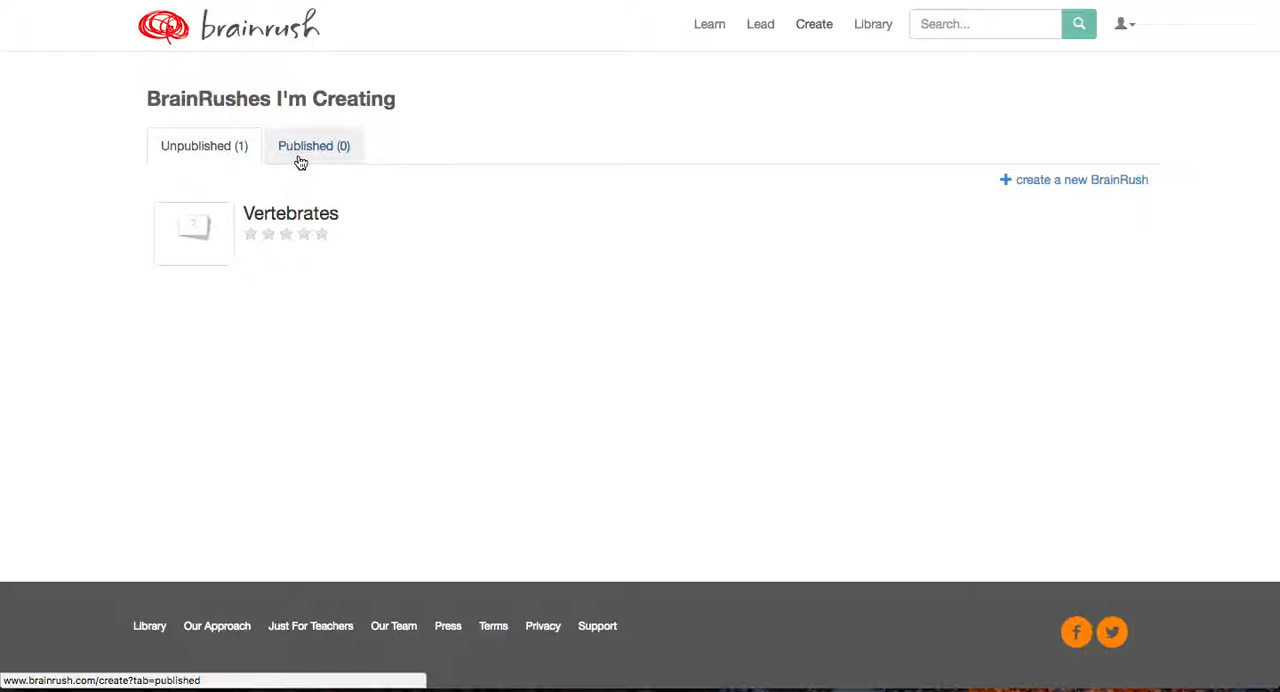 brainrush
Learn Lead Create Library Search...
BrainRushes I'm Creating
Unpublished (1) Published (0)
+ create a new BrainRush
Vertebrates
Library Our Approach Just For Teachers Our Team Press Terms Privacy Support
www.brainrush.com/create?tab=published